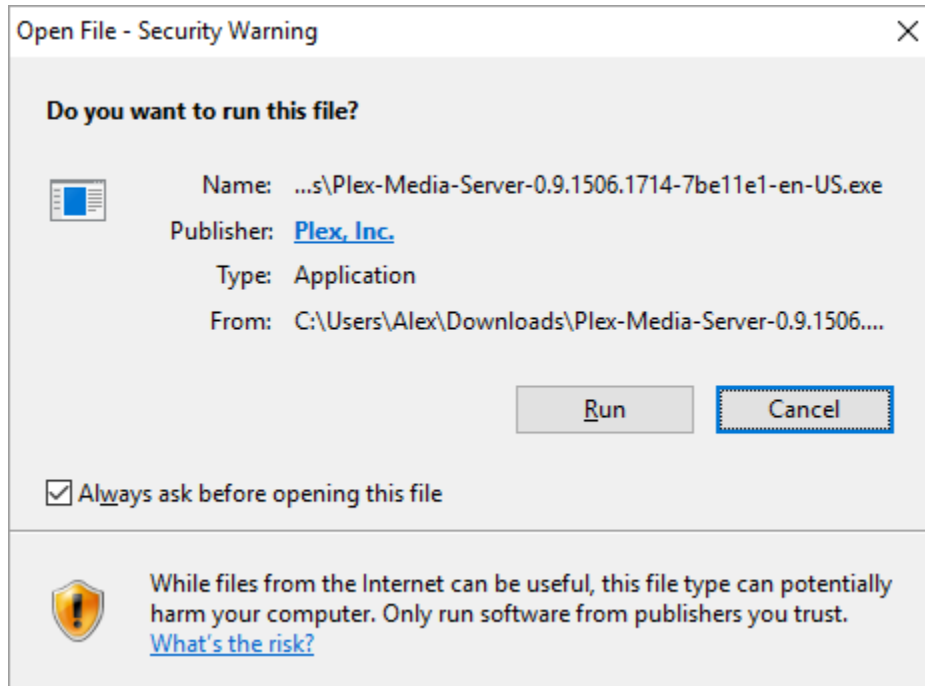 Open File - Security Warning
Do you want to run this file?
Name: ...s\Plex-Media-Server-0.9.1506.1714-7be11e1-en-US.exe
Publisher: Plex, Inc.
Type: Application
From: C:\Users\Alex\Downloads\Plex-Media-Server-0.9.1506....
Run Cancel
Always ask before opening this file
While files from the Internet can be useful, this file type can potentially
harm your computer. Only run software from publishers you trust.
What's the risk?